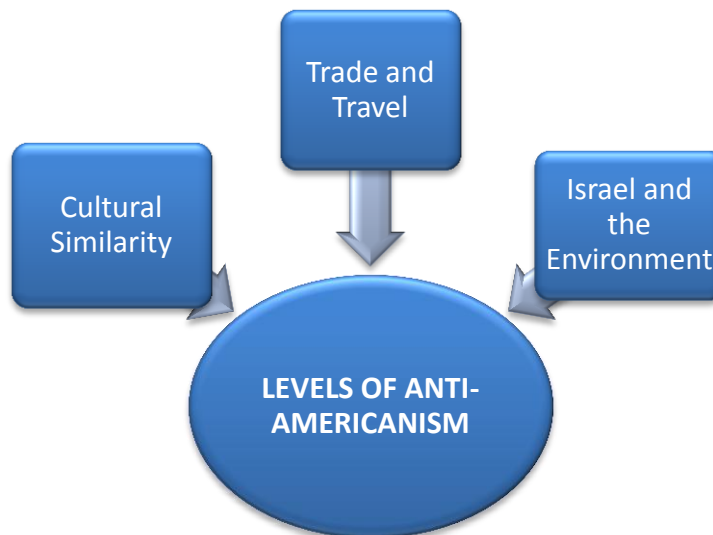 Trade and
Travel
Cultural
Similarity
Israel and
the
Environment
LEVELS OF ANTI-
AMERICANISM